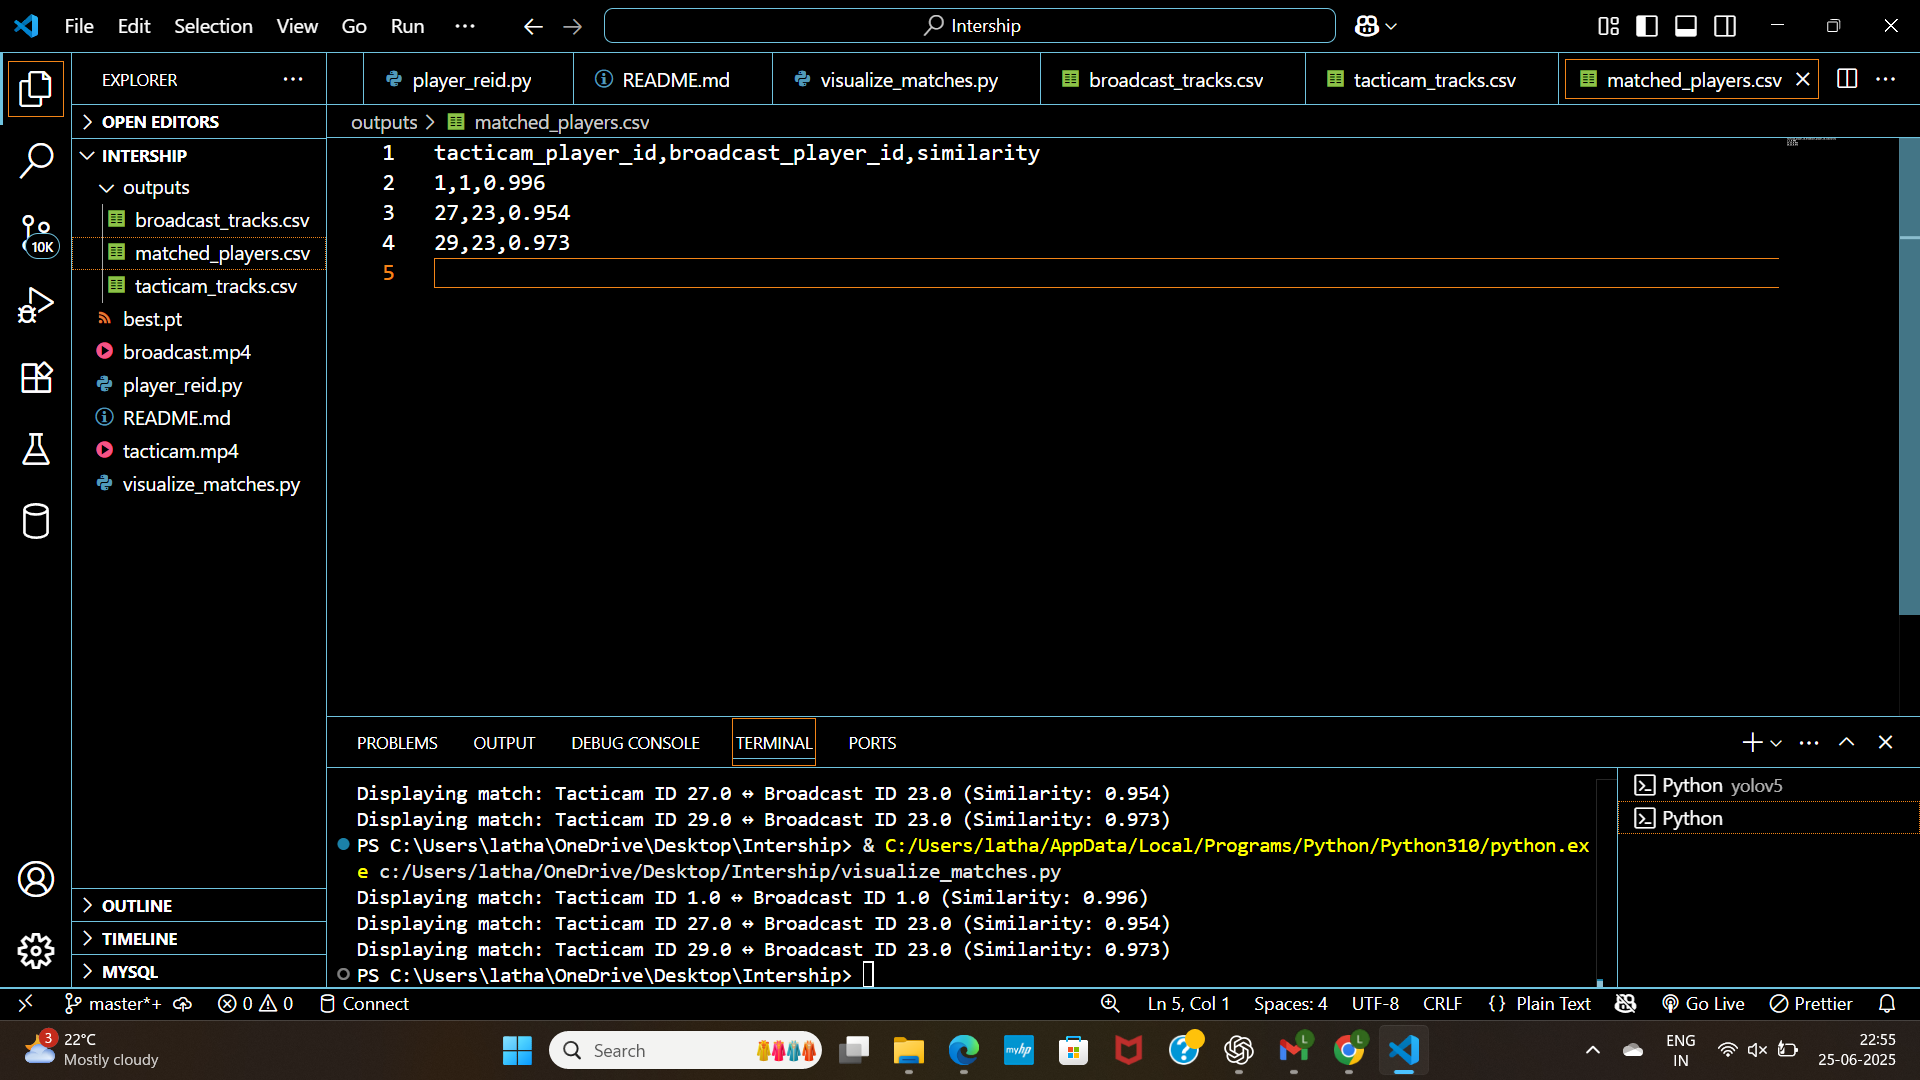 File Edit Selection View Go Run ···
Intership
EXPLORER ···
player_reid.py README.md visualize_matches.py broadcast_tracks.csv tacticam_tracks.csv matched_players.csv
OPEN EDITORS
INTERSHIP
outputs
broadcast_tracks.csv
matched_players.csv
tacticam_tracks.csv
best.pt
broadcast.mp4
player_reid.py
README.md
tacticam.mp4
visualize_matches.py
OUTLINE
TIMELINE
MYSQL
10K
outputs > matched_players.csv
1 tacticam_player_id,broadcast_player_id,similarity
2 1,1,0.996
3 27,23,0.954
4 29,23,0.973
5
PROBLEMS OUTPUT DEBUG CONSOLE TERMINAL PORTS
Displaying match: Tacticam ID 27.0 ↔ Broadcast ID 23.0 (Similarity: 0.954)
Displaying match: Tacticam ID 29.0 ↔ Broadcast ID 23.0 (Similarity: 0.973)
PS C:\Users\latha\OneDrive\Desktop\Intership> & C:/Users/latha/AppData/Local/Programs/Python/Python310/python.ex
e c:/Users/latha/OneDrive/Desktop/Intership/visualize_matches.py
Displaying match: Tacticam ID 1.0 ↔ Broadcast ID 1.0 (Similarity: 0.996)
Displaying match: Tacticam ID 27.0 ↔ Broadcast ID 23.0 (Similarity: 0.954)
Displaying match: Tacticam ID 29.0 ↔ Broadcast ID 23.0 (Similarity: 0.973)
PS C:\Users\latha\OneDrive\Desktop\Intership>
Python yolov5
Python
master*+ 0 0 Connect Ln 5, Col 1 Spaces: 4 UTF-8 CRLF {} Plain Text Go Live Prettier
3
22°C
Mostly cloudy
Search
myhp
L
L
ENG
IN
22:55
25-06-2025